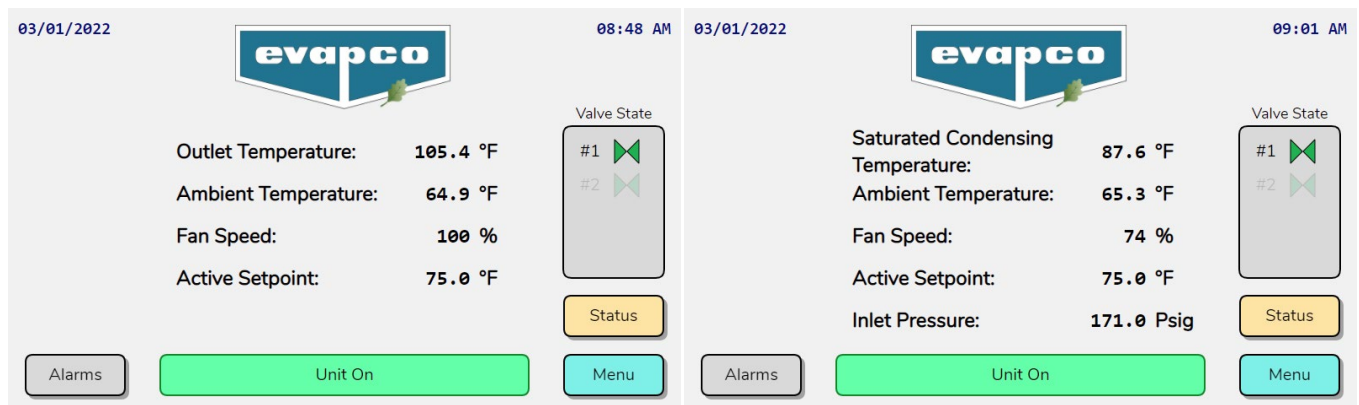 03/01/2022
08:48 AM
evapco
Valve State
Outlet Temperature: 105.4 °F
#1
Ambient Temperature: 64.9 °F
#2
Fan Speed: 100 %
Active Setpoint: 75.0 °F
Status
Alarms
Unit On
Menu
03/01/2022
09:01 AM
evapco
Valve State
Saturated Condensing
Temperature: 87.6 °F
#1
Ambient Temperature: 65.3 °F
#2
Fan Speed: 74 %
Active Setpoint: 75.0 °F
Inlet Pressure: 171.0 Psig
Status
Alarms
Unit On
Menu